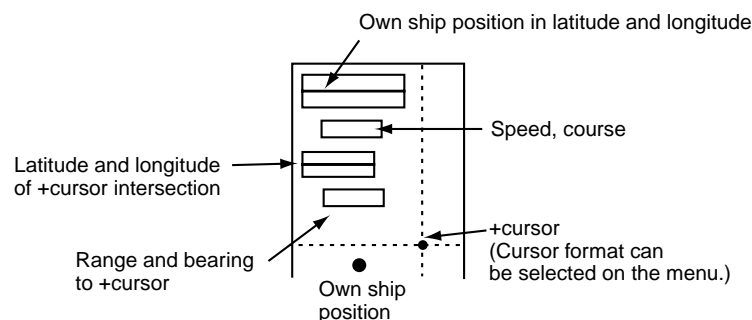 Own ship position in latitude and longitude
Speed, course
Latitude and longitude
of +cursor intersection
+cursor
(Cursor format can
be selected on the menu.)
Range and bearing
to +cursor
Own ship
position